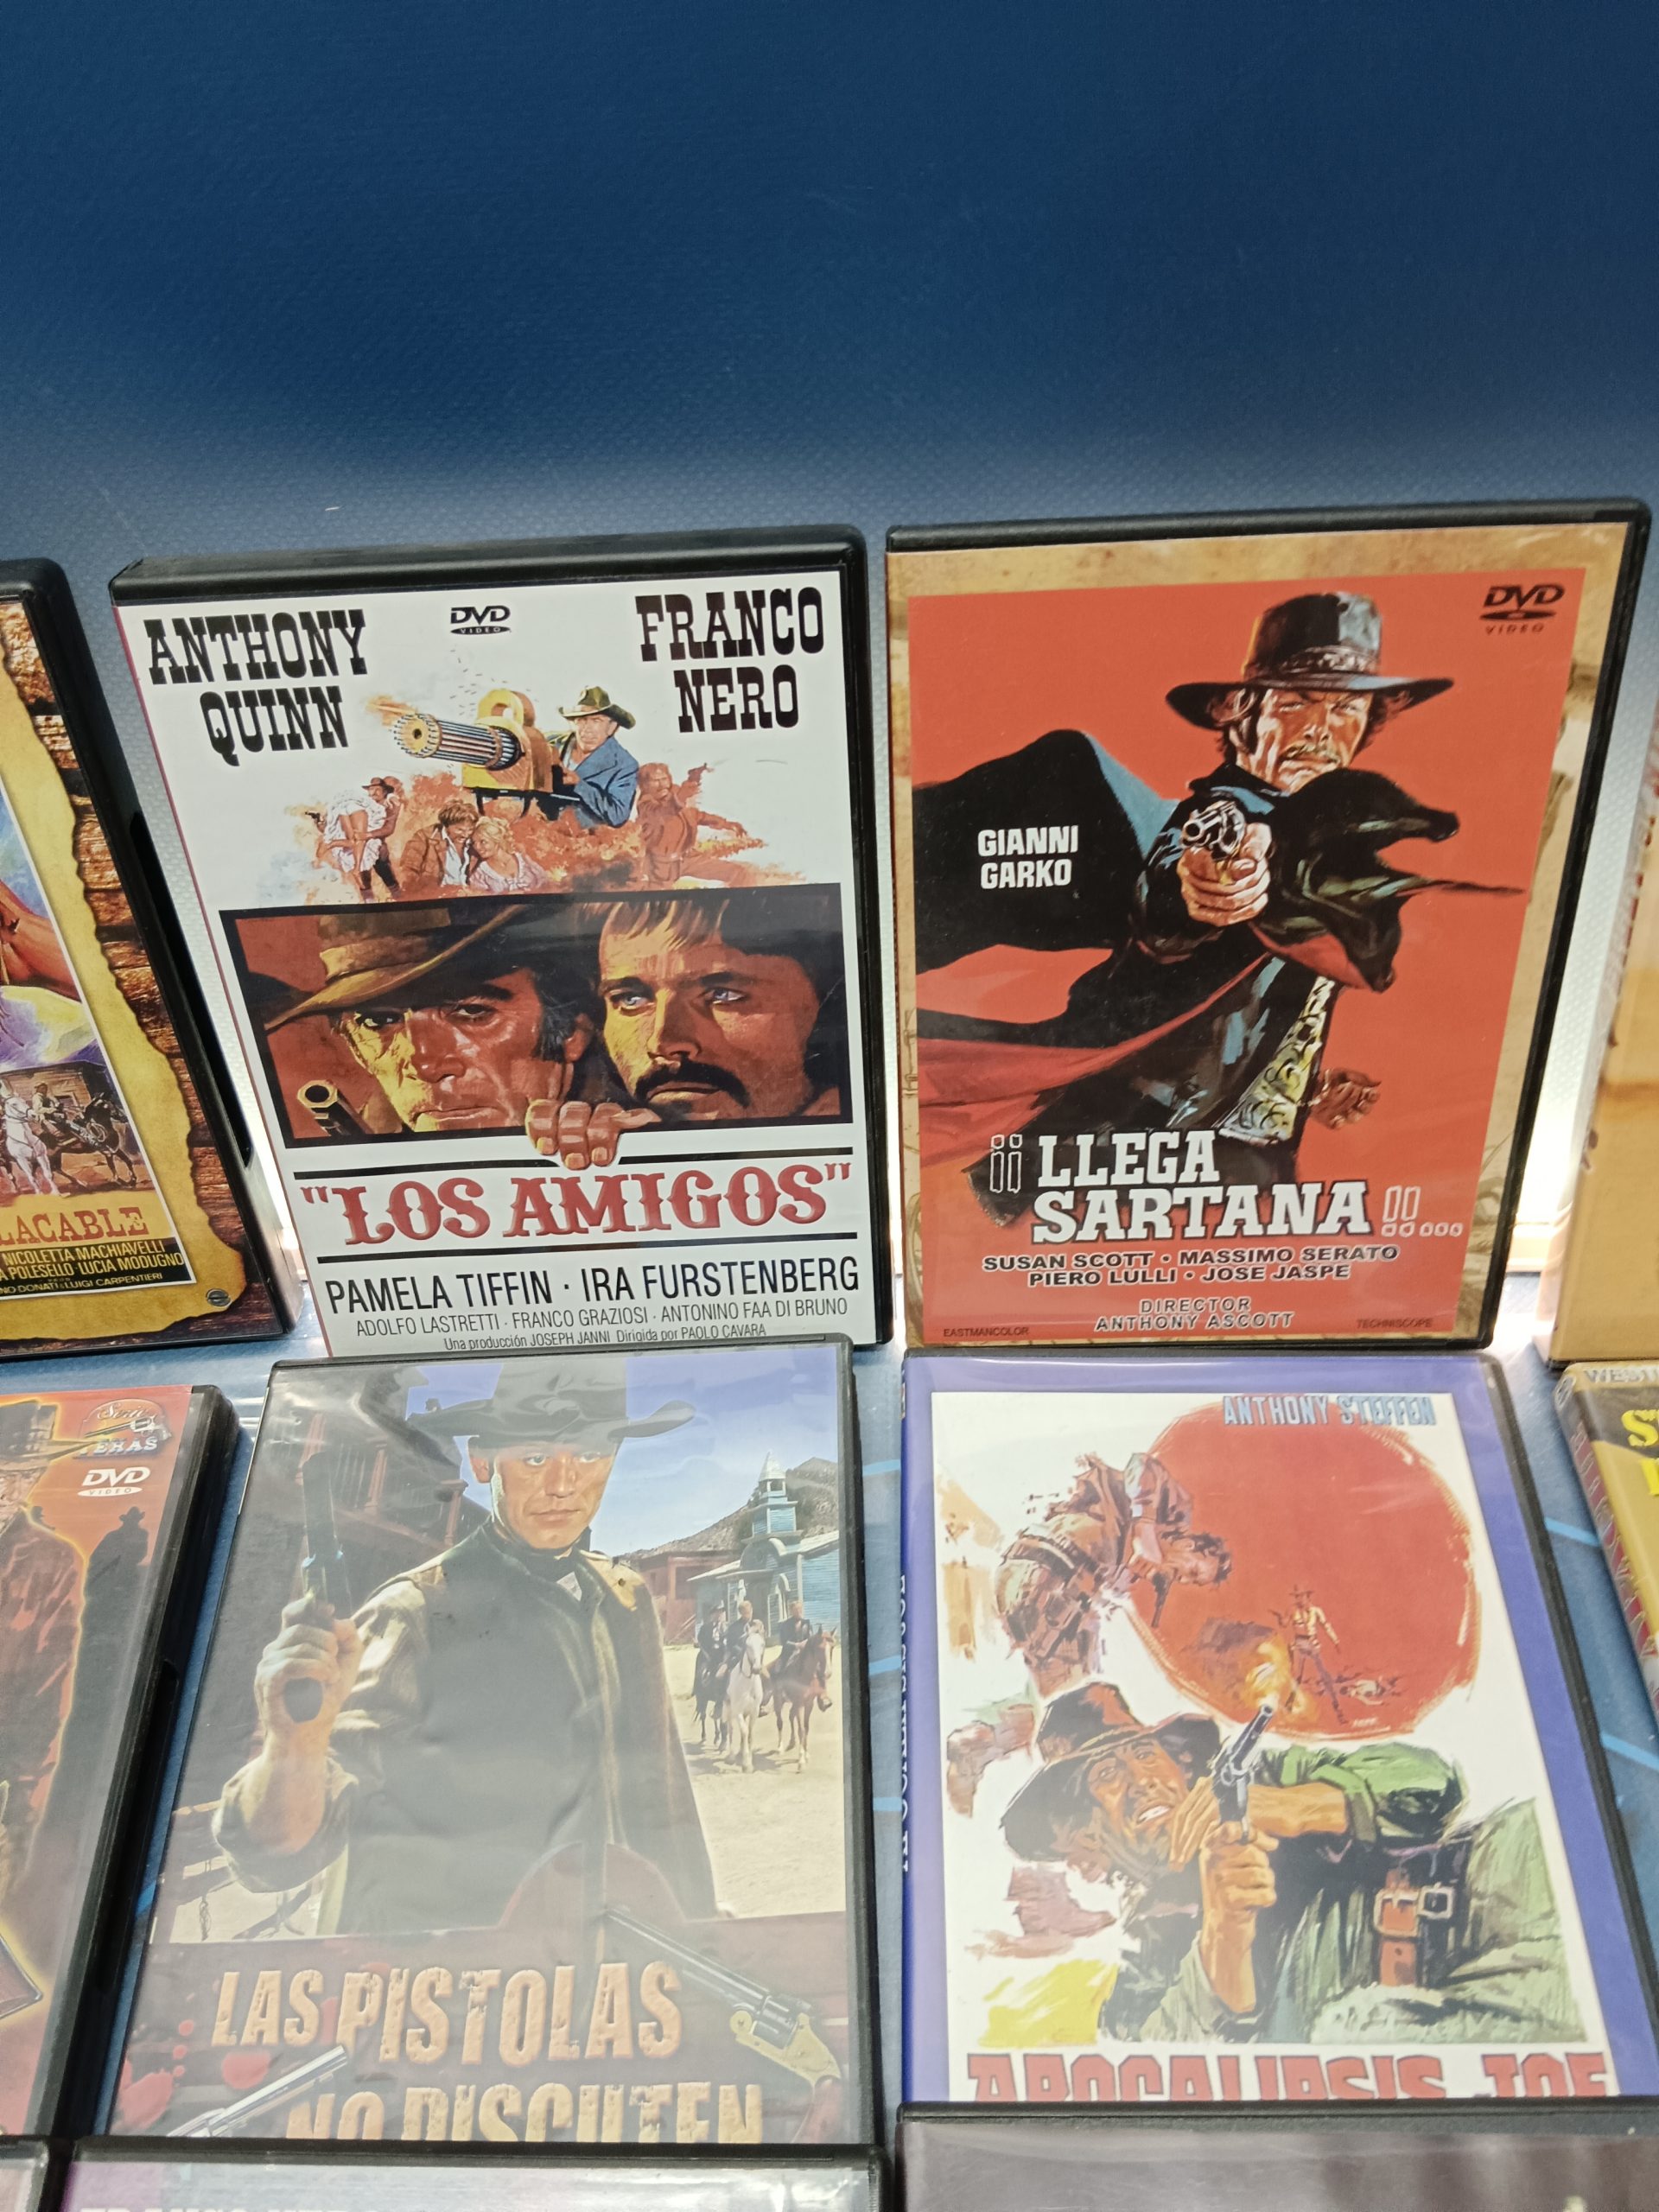 ANTHONY
QUINN
DVD
VIDEO
FRANCO
NERO
"LOS AMIGOS"
PAMELA TIFFIN · IRA FURSTENBERG
ADOLFO LASTRETTI · FRANCO GRAZIOSI · ANTONINO FAA DI BRUNO
Una producción JOSEPH JANNI Dirigida por PAOLO CAVARA
DVD
VIDEO
GIANNI
GARKO
¡¡ LLEGA
SARTANA !!...
SUSAN SCOTT • MASSIMO SERATO
PIERO LULLI • JOSE JASPE
DIRECTOR
ANTHONY ASCOTT
EASTMANCOLOR
TECHNISCOPE
LACABLE
NICOLETTA MACHIAVELLI
A POLESELLO · LUCIA MODUGNO
NO DONATI & LUIGI CARPENTIERI
DVD
VIDEO
LAS PISTOLAS
NO DISCUTEN
ANTHONY STEFFEN
APOCALIPSIS JOE
WEST